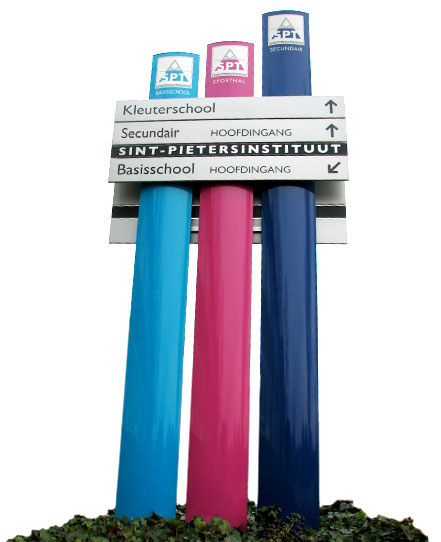 SPI
SECUNDAIR
SPI
SPORTHAL
SPI
BASISSCHOOL
Kleuterschool
Secundair HOOFDINGANG
SINT-PIETERSINSTITUUT
Basisschool HOOFDINGANG